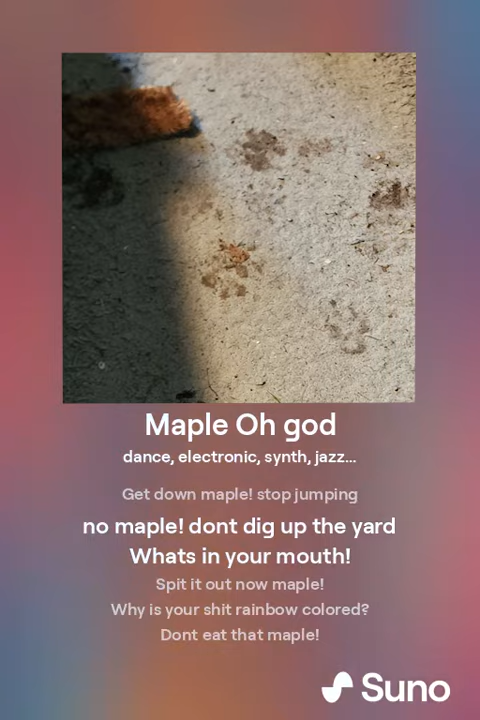 Maple Oh god
dance, electronic, synth, jazz...
Get down maple! stop jumping
no maple! dont dig up the yard
Whats in your mouth!
Spit it out now maple!
Why is your shit rainbow colored?
Dont eat that maple!
Suno